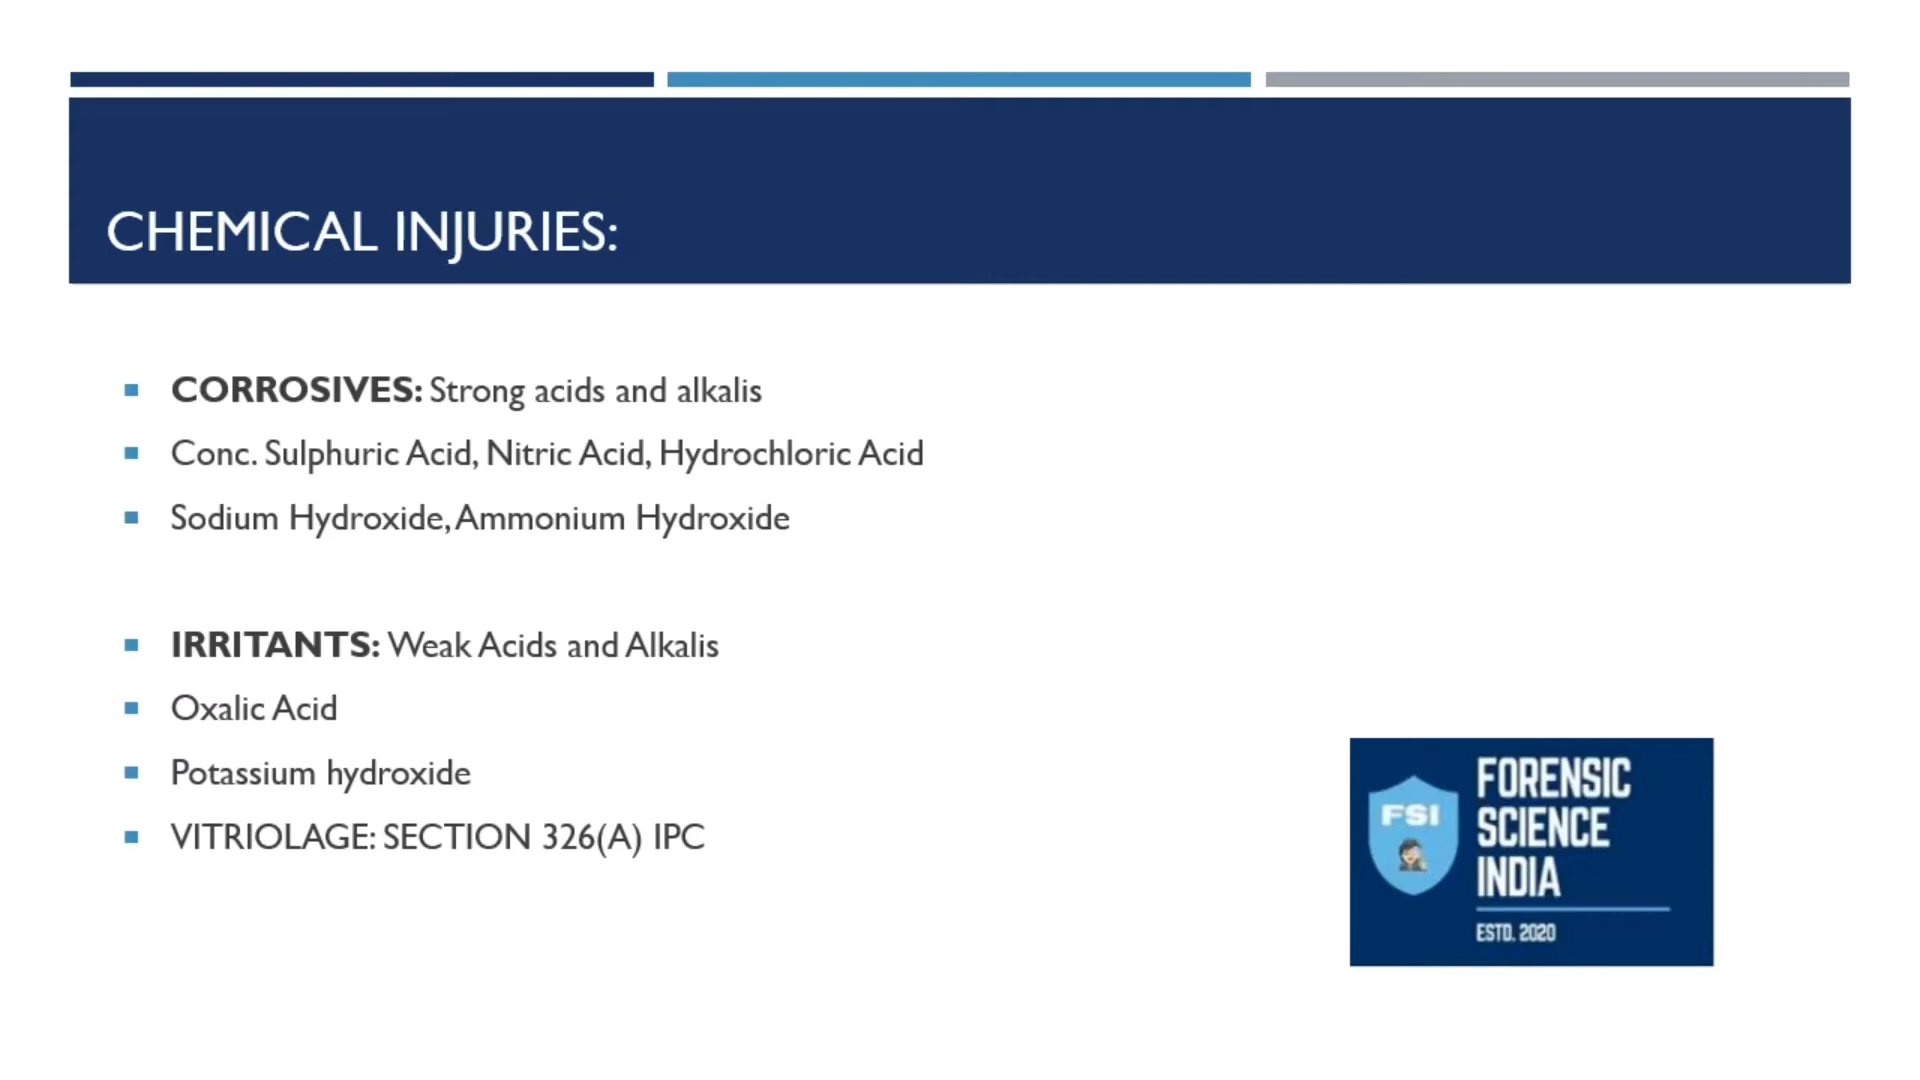 CHEMICAL INJURIES:
CORROSIVES: Strong acids and alkalis
Conc. Sulphuric Acid, Nitric Acid, Hydrochloric Acid
Sodium Hydroxide, Ammonium Hydroxide
IRRITANTS: Weak Acids and Alkalis
Oxalic Acid
Potassium hydroxide
VITRIOLAGE: SECTION 326(A) IPC
FSI
FORENSIC
SCIENCE
INDIA
ESTD. 2020